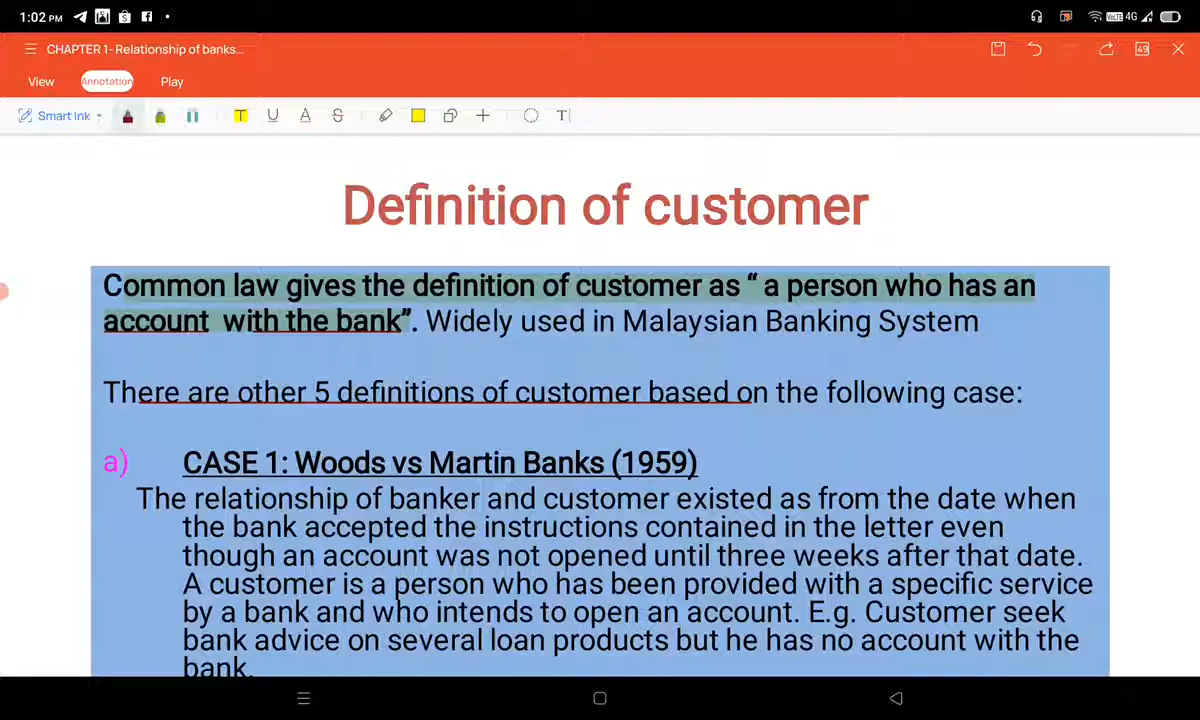 1:02 PM
VoLTE 4G
CHAPTER 1- Relationship of banks...
49
View
Annotation
Play
Smart Ink
T U A S T
Definition of customer
Common law gives the definition of customer as “ a person who has an
account with the bank”. Widely used in Malaysian Banking System
There are other 5 definitions of customer based on the following case:
a) CASE 1: Woods vs Martin Banks (1959)
The relationship of banker and customer existed as from the date when
the bank accepted the instructions contained in the letter even
though an account was not opened until three weeks after that date.
A customer is a person who has been provided with a specific service
by a bank and who intends to open an account. E.g. Customer seek
bank advice on several loan products but he has no account with the
bank.